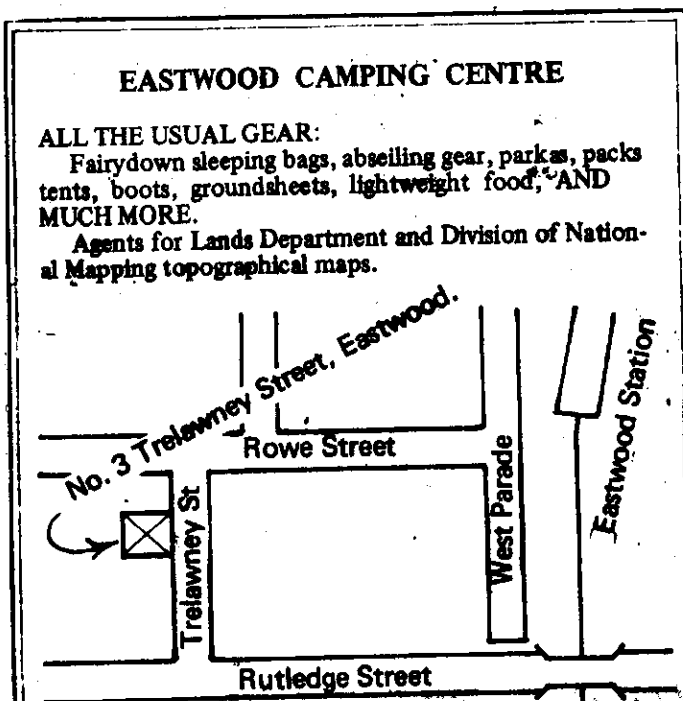 EASTWOOD CAMPING CENTRE
ALL THE USUAL GEAR:
Fairydown sleeping bags, abseiling gear, parkas, packs
tents, boots, groundsheets, lightweight food, AND
MUCH MORE.
Agents for Lands Department and Division of Nation-
al Mapping topographical maps.
No. 3 Trelawney Street, Eastwood.
Rowe Street
Trelawney St
West Parade
Eastwood Station
Rutledge Street